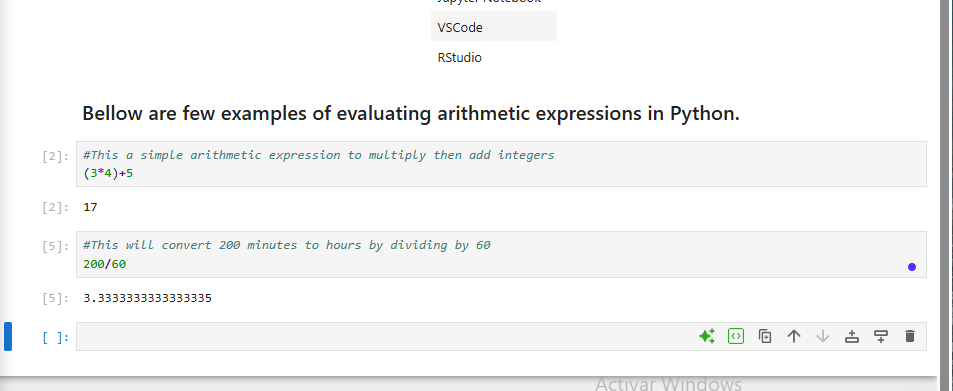 Jupyter Notebook
VSCode
RStudio
Bellow are few examples of evaluating arithmetic expressions in Python.
[2]: #This a simple arithmetic expression to multiply then add integers
(3*4)+5
[2]: 17
[5]: #This will convert 200 minutes to hours by dividing by 60
200/60
[5]: 3.3333333333333335
[ ]:
Activar Windows